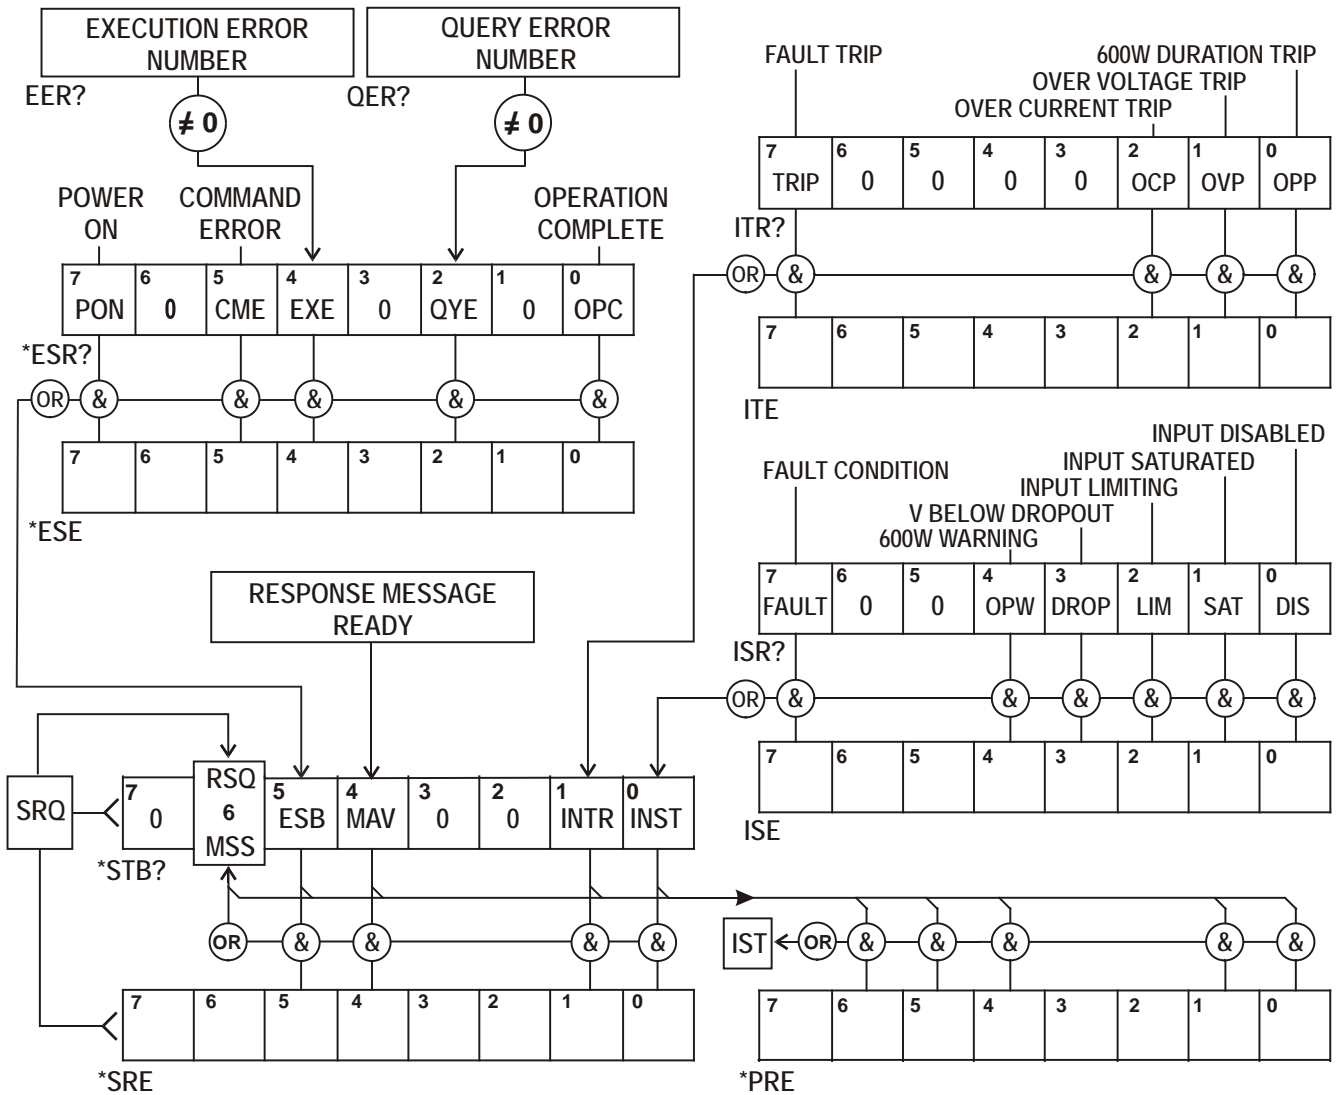 EXECUTION ERROR
NUMBER
EER?
≠ 0
QUERY ERROR
NUMBER
QER?
≠ 0
POWER
ON
COMMAND
ERROR
OPERATION
COMPLETE
7 6 5 4 3 2 1 0
PON 0 CME EXE 0 QYE 0 OPC
*ESR?
OR & & & & &
7 6 5 4 3 2 1 0
*ESE
FAULT TRIP
600W DURATION TRIP
OVER VOLTAGE TRIP
OVER CURRENT TRIP
7 6 5 4 3 2 1 0
TRIP 0 0 0 0 OCP OVP OPP
ITR?
OR & & & &
7 6 5 4 3 2 1 0
ITE
INPUT DISABLED
INPUT SATURATED
FAULT CONDITION
INPUT LIMITING
V BELOW DROPOUT
600W WARNING
7 6 5 4 3 2 1 0
FAULT 0 0 OPW DROP LIM SAT DIS
ISR?
OR & & & & & &
7 6 5 4 3 2 1 0
ISE
RESPONSE MESSAGE
READY
SRQ
7 RSQ 5 4 3 2 1 0
0 6 ESB MAV 0 0 INTR INST
MSS
*STB?
OR & & & &
7 6 5 4 3 2 1 0
*SRE
IST OR & & & & &
7 6 5 4 3 2 1 0
*PRE